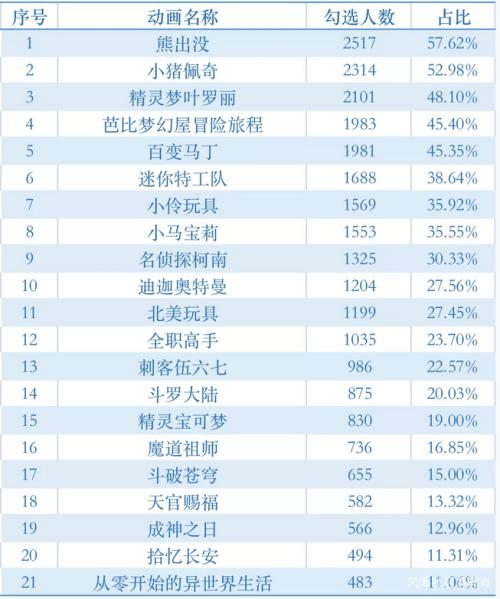 序号 动画名称 勾选人数 占比
1 熊出没 2517 57.62%
2 小猪佩奇 2314 52.98%
3 精灵梦叶罗丽 2101 48.10%
4 芭比梦幻屋冒险旅程 1983 45.40%
5 百变马丁 1981 45.35%
6 迷你特工队 1688 38.64%
7 小伶玩具 1569 35.92%
8 小马宝莉 1553 35.55%
9 名侦探柯南 1325 30.33%
10 迪迦奥特曼 1204 27.56%
11 北美玩具 1199 27.45%
12 全职高手 1035 23.70%
13 刺客伍六七 986 22.57%
14 斗罗大陆 875 20.03%
15 精灵宝可梦 830 19.00%
16 魔道祖师 736 16.85%
17 斗破苍穹 655 15.00%
18 天官赐福 582 13.32%
19 成神之日 566 12.96%
20 拾忆长安 494 11.31%
21 从零开始的异世界生活 483